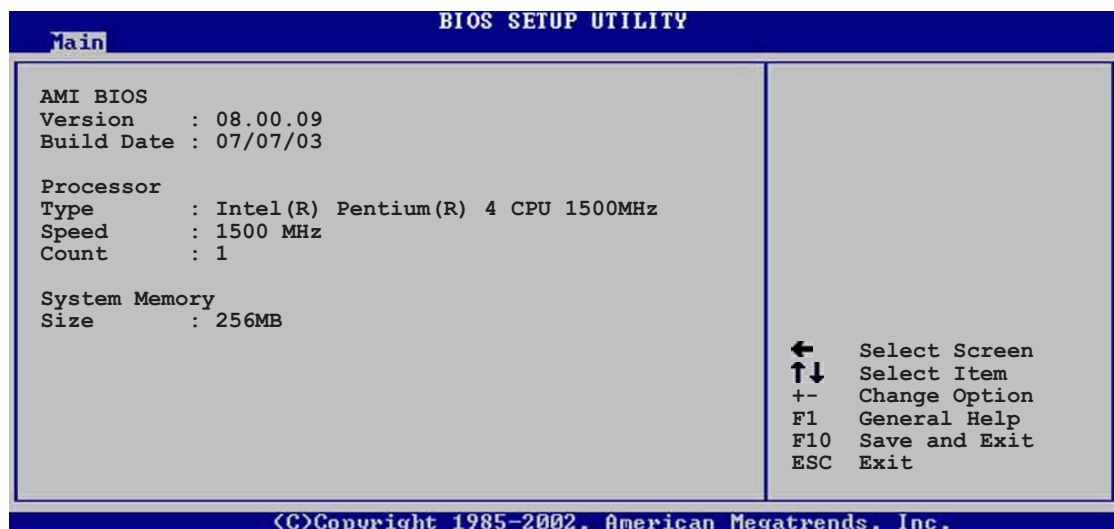 BIOS SETUP UTILITY
Main
AMI BIOS
Version : 08.00.09
Build Date : 07/07/03
Processor
Type : Intel(R) Pentium(R) 4 CPU 1500MHz
Speed : 1500 MHz
Count : 1
System Memory
Size : 256MB
← Select Screen
↑↓ Select Item
+- Change Option
F1 General Help
F10 Save and Exit
ESC Exit
(C)Copyright 1985-2002, American Megatrends, Inc.